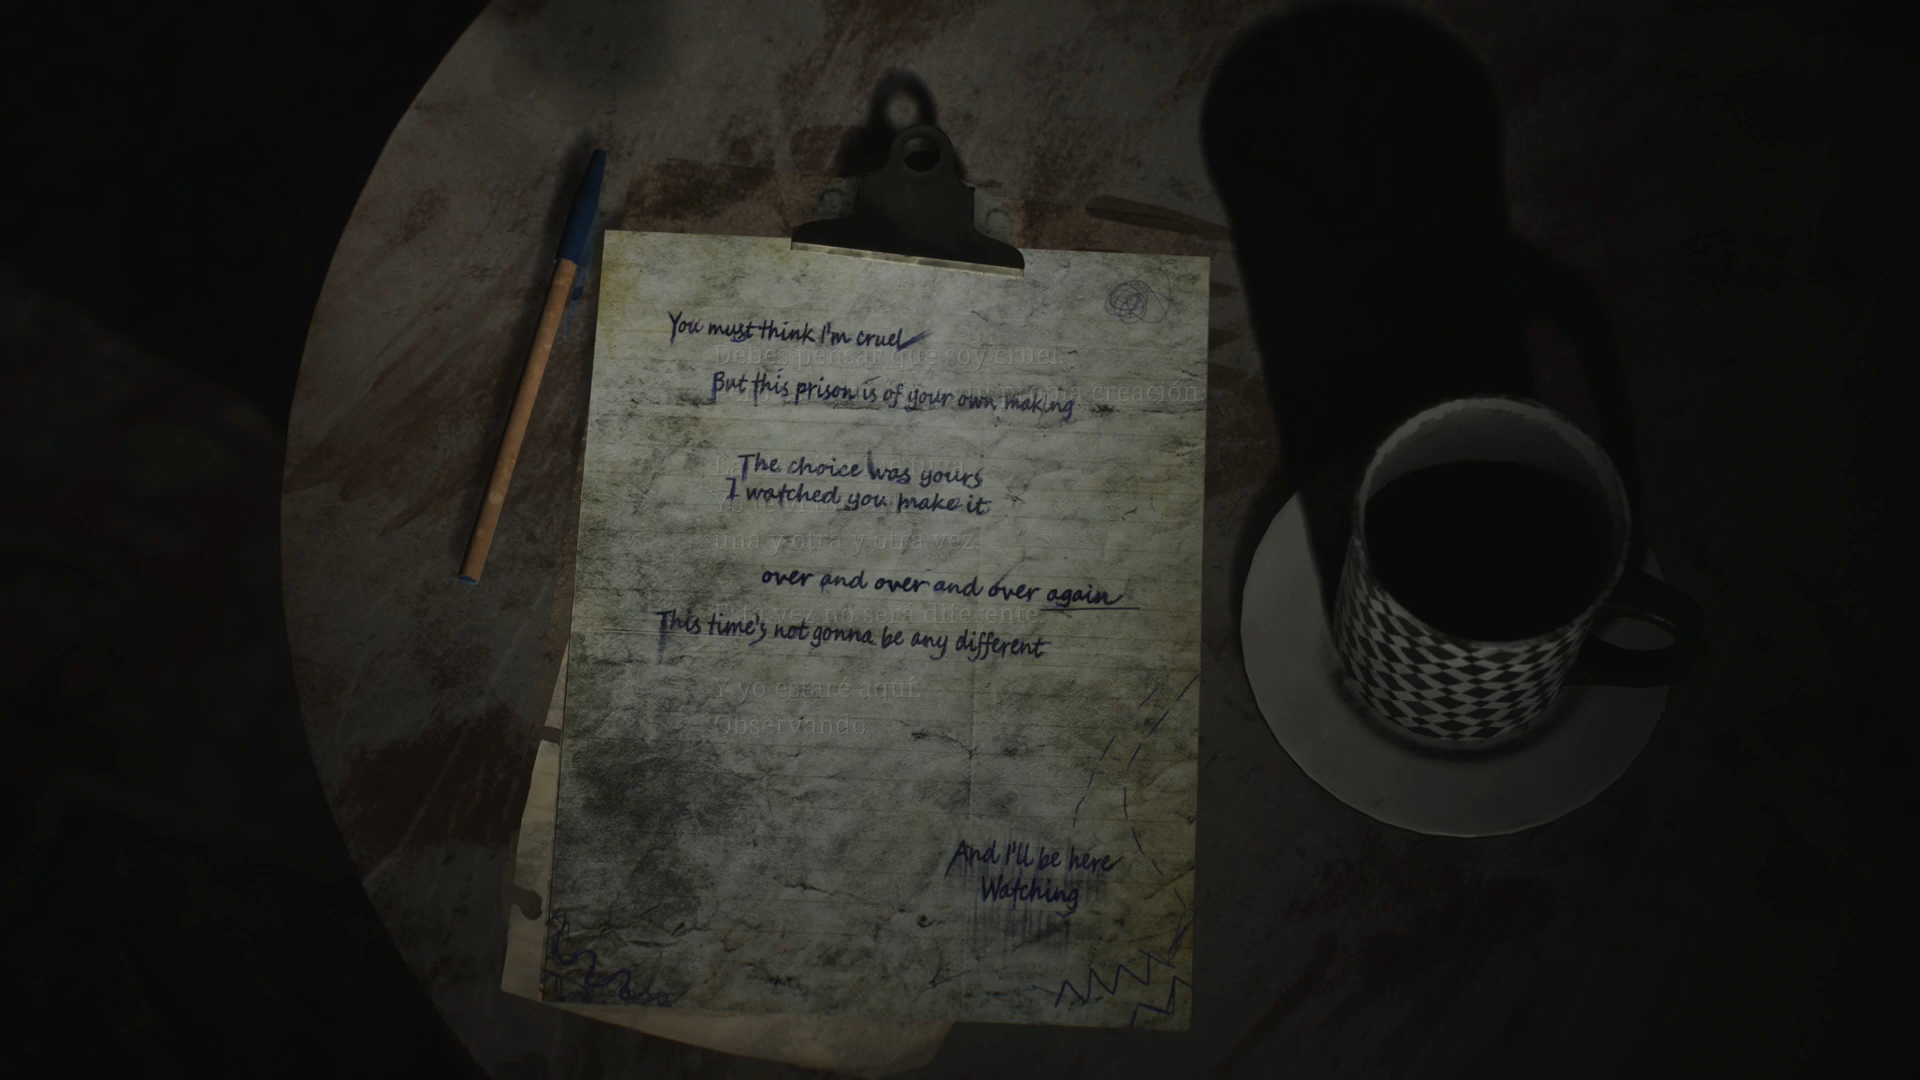 You must think I'm cruel
Debes pensar que soy cruel.
But this prison is of your own making
creación
The choice was yours
I watched you make it
una y otra y otra vez
over and over and over again
Esta vez no será diferente
This time's not gonna be any different
Y yo estaré aquí.
Observando
And I'll be here
Watching